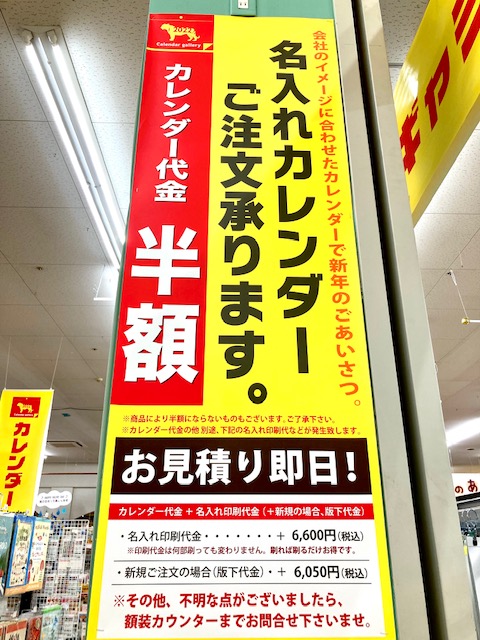 2022
Calendar gallery
会社のイメージに合わせたカレンダーで新年のごあいさつ。
名入れカレンダー
ご注文承ります。
カレンダー代金
半額
※商品により半額にならないものもございます。ご了承下さい。
※カレンダー代金の他 別途、下記の名入れ印刷代などが発生致します。
お見積り即日!
カレンダー代金 + 名入れ印刷代金 (+新規の場合、版下代金)
・名入れ印刷代金・・・・・・・+ 6,600円(税込)
※印刷代金は何部刷っても変わりません。刷れば刷るだけお得です。
・新規ご注文の場合(版下代金)・+ 6,050円(税込)
※その他、不明な点がございましたら、
額装カウンターまでお問合せ下さいませ。
ギャラ
カレンダー
のあ